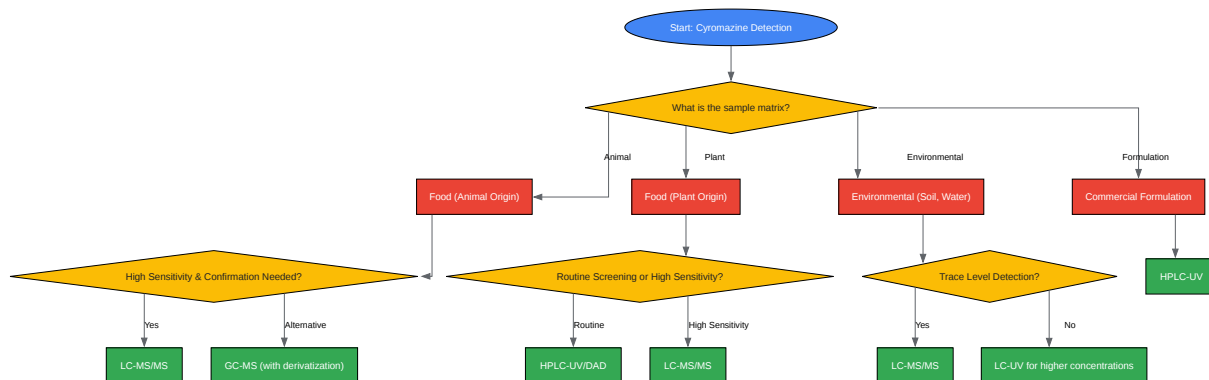 Start: Cyromazine Detection
What is the sample matrix?
Animal
Plant
Environmental
Formulation
Food (Animal Origin)
Food (Plant Origin)
Environmental (Soil, Water)
Commercial Formulation
High Sensitivity & Confirmation Needed?
Routine Screening or High Sensitivity?
Trace Level Detection?
HPLC-UV
Yes
Alternative
Routine
High Sensitivity
Yes
No
LC-MS/MS
GC-MS (with derivatization)
HPLC-UV/DAD
LC-MS/MS
LC-MS/MS
LC-UV for higher concentrations